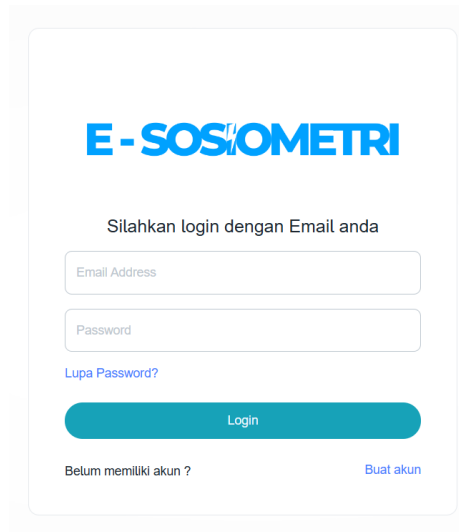 E - SOSIOMETRI
Silahkan login dengan Email anda
Email Address
Password
Lupa Password?
Login
Belum memiliki akun ?
Buat akun